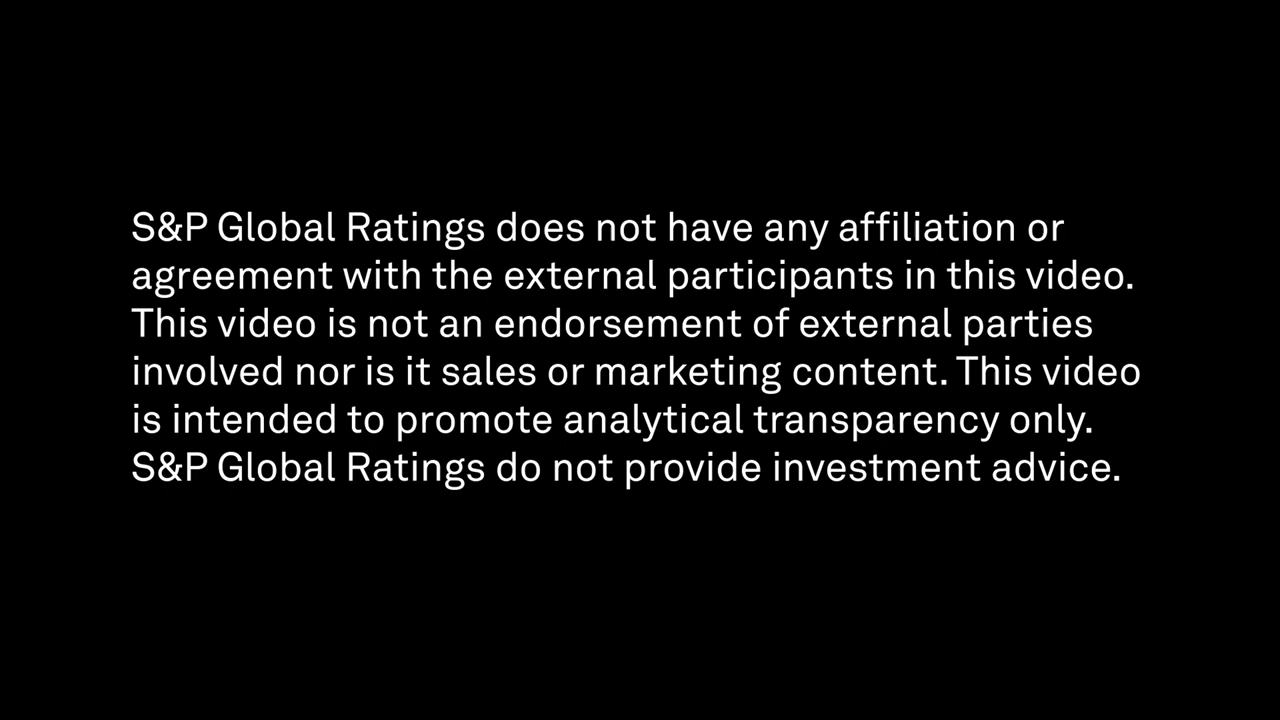 S&P Global Ratings does not have any affiliation or
agreement with the external participants in this video.
This video is not an endorsement of external parties
involved nor is it sales or marketing content. This video
is intended to promote analytical transparency only.
S&P Global Ratings do not provide investment advice.